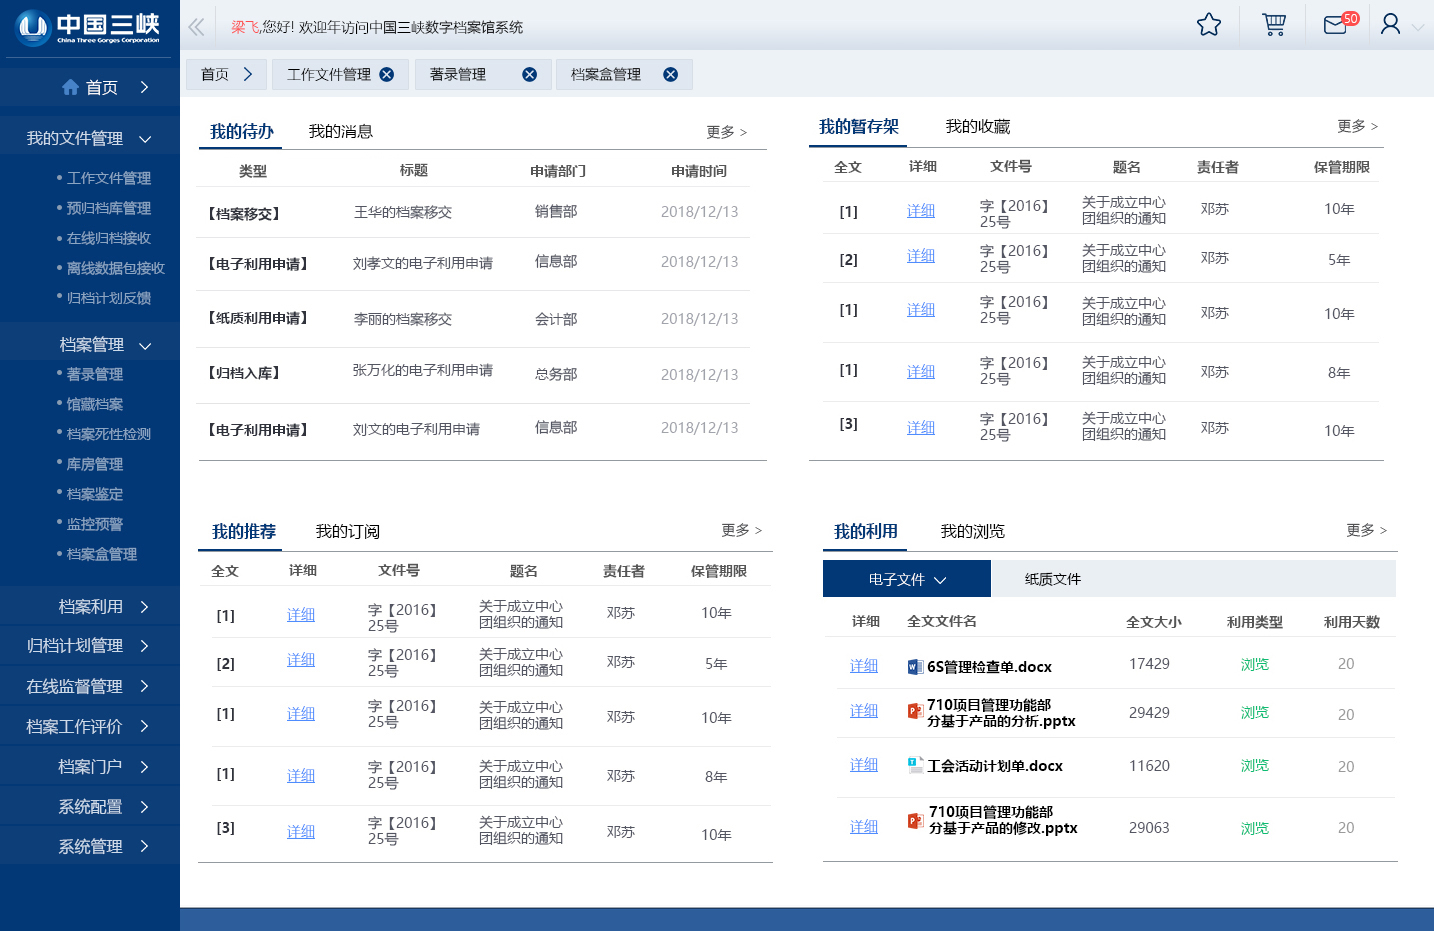 中国三峡
China Three Gorges Corporation
首页
我的文件管理
工作文件管理
预归档库管理
在线归档接收
离线数据包接收
归档计划反馈
档案管理
著录管理
馆藏档案
档案死性检测
库房管理
档案鉴定
监控预警
档案盒管理
档案利用
归档计划管理
在线监督管理
档案工作评价
档案门户
系统配置
系统管理
梁飞,您好! 欢迎年访问中国三峡数字档案馆系统
50
首页 工作文件管理 著录管理 档案盒管理
我的待办 我的消息 更多 >
类型 标题 申请部门 申请时间
【档案移交】 王华的档案移交 销售部 2018/12/13
【电子利用申请】 刘孝文的电子利用申请 信息部 2018/12/13
【纸质利用申请】 李丽的档案移交 会计部 2018/12/13
【归档入库】 张万化的电子利用申请 总务部 2018/12/13
【电子利用申请】 刘文的电子利用申请 信息部 2018/12/13
我的暂存架 我的收藏 更多 >
全文 详细 文件号 题名 责任者 保管期限
[1] 详细 字【2016】 关于成立中心 邓苏 10年
25号 团组织的通知
[2] 详细 字【2016】 关于成立中心 邓苏 5年
25号 团组织的通知
[1] 详细 字【2016】 关于成立中心 邓苏 10年
25号 团组织的通知
[1] 详细 字【2016】 关于成立中心 邓苏 8年
25号 团组织的通知
[3] 详细 字【2016】 关于成立中心 邓苏 10年
25号 团组织的通知
我的推荐 我的订阅 更多 >
全文 详细 文件号 题名 责任者 保管期限
[1] 详细 字【2016】 关于成立中心 邓苏 10年
25号 团组织的通知
[2] 详细 字【2016】 关于成立中心 邓苏 5年
25号 团组织的通知
[1] 详细 字【2016】 关于成立中心 邓苏 10年
25号 团组织的通知
[1] 详细 字【2016】 关于成立中心 邓苏 8年
25号 团组织的通知
[3] 详细 字【2016】 关于成立中心 邓苏 10年
25号 团组织的通知
我的利用 我的浏览 更多 >
电子文件 纸质文件
详细 全文文件名 全文大小 利用类型 利用天数
详细 6S管理检查单.docx 17429 浏览 20
详细 710项目管理功能部 29429 浏览 20
分基于产品的分析.pptx
详细 工会活动计划单.docx 11620 浏览 20
详细 710项目管理功能部 29063 浏览 20
分基于产品的修改.pptx